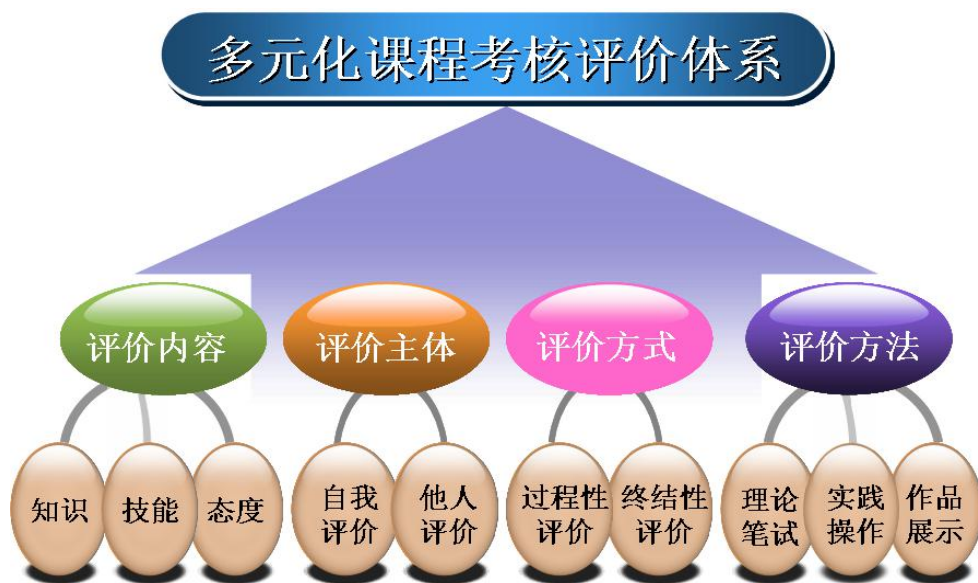 多元化课程考核评价体系
评价内容
评价主体
评价方式
评价方法
知识
技能
态度
自我
评价
他人
评价
过程性
评价
终结性
评价
理论
笔试
实践
操作
作品
展示